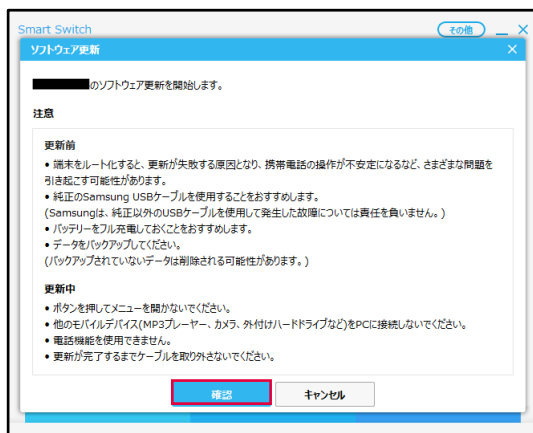 Smart Switch
その他
ソフトウェア更新
のソフトウェア更新を開始します。
注意
更新前
• 端末をルート化すると、更新が失敗する原因となり、携帯電話の操作が不安定になるなど、さまざまな問題を
引き起こす可能性があります。
• 純正のSamsung USBケーブルを使用することをおすすめします。
(Samsungは、純正以外のUSBケーブルを使用して発生した故障については責任を負いません。)
• バッテリーをフル充電しておくことをおすすめします。
• データをバックアップしてください。
(バックアップされていないデータは削除される可能性があります。)
更新中
• ボタンを押してメニューを開かないでください。
• 他のモバイルデバイス(MP3プレーヤー、カメラ、外付けハードドライブなど)をPCに接続しないでください。
• 電話機能を使用できません。
• 更新が完了するまでケーブルを取り外さないでください。
確認
キャンセル